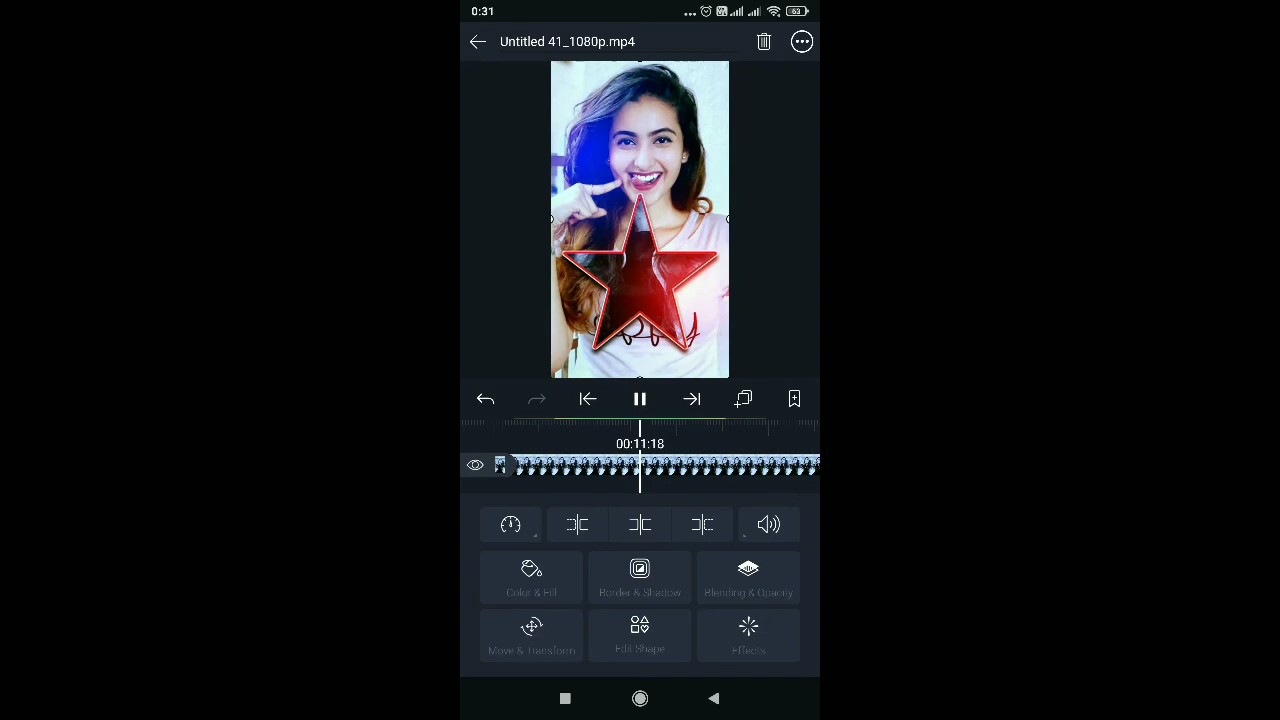 0:31
63
Untitled 41_1080p.mp4
00:11:18
Color & Fill
Border & Shadow
Blending & Opacity
Move & Transform
Edit Shape
Effects